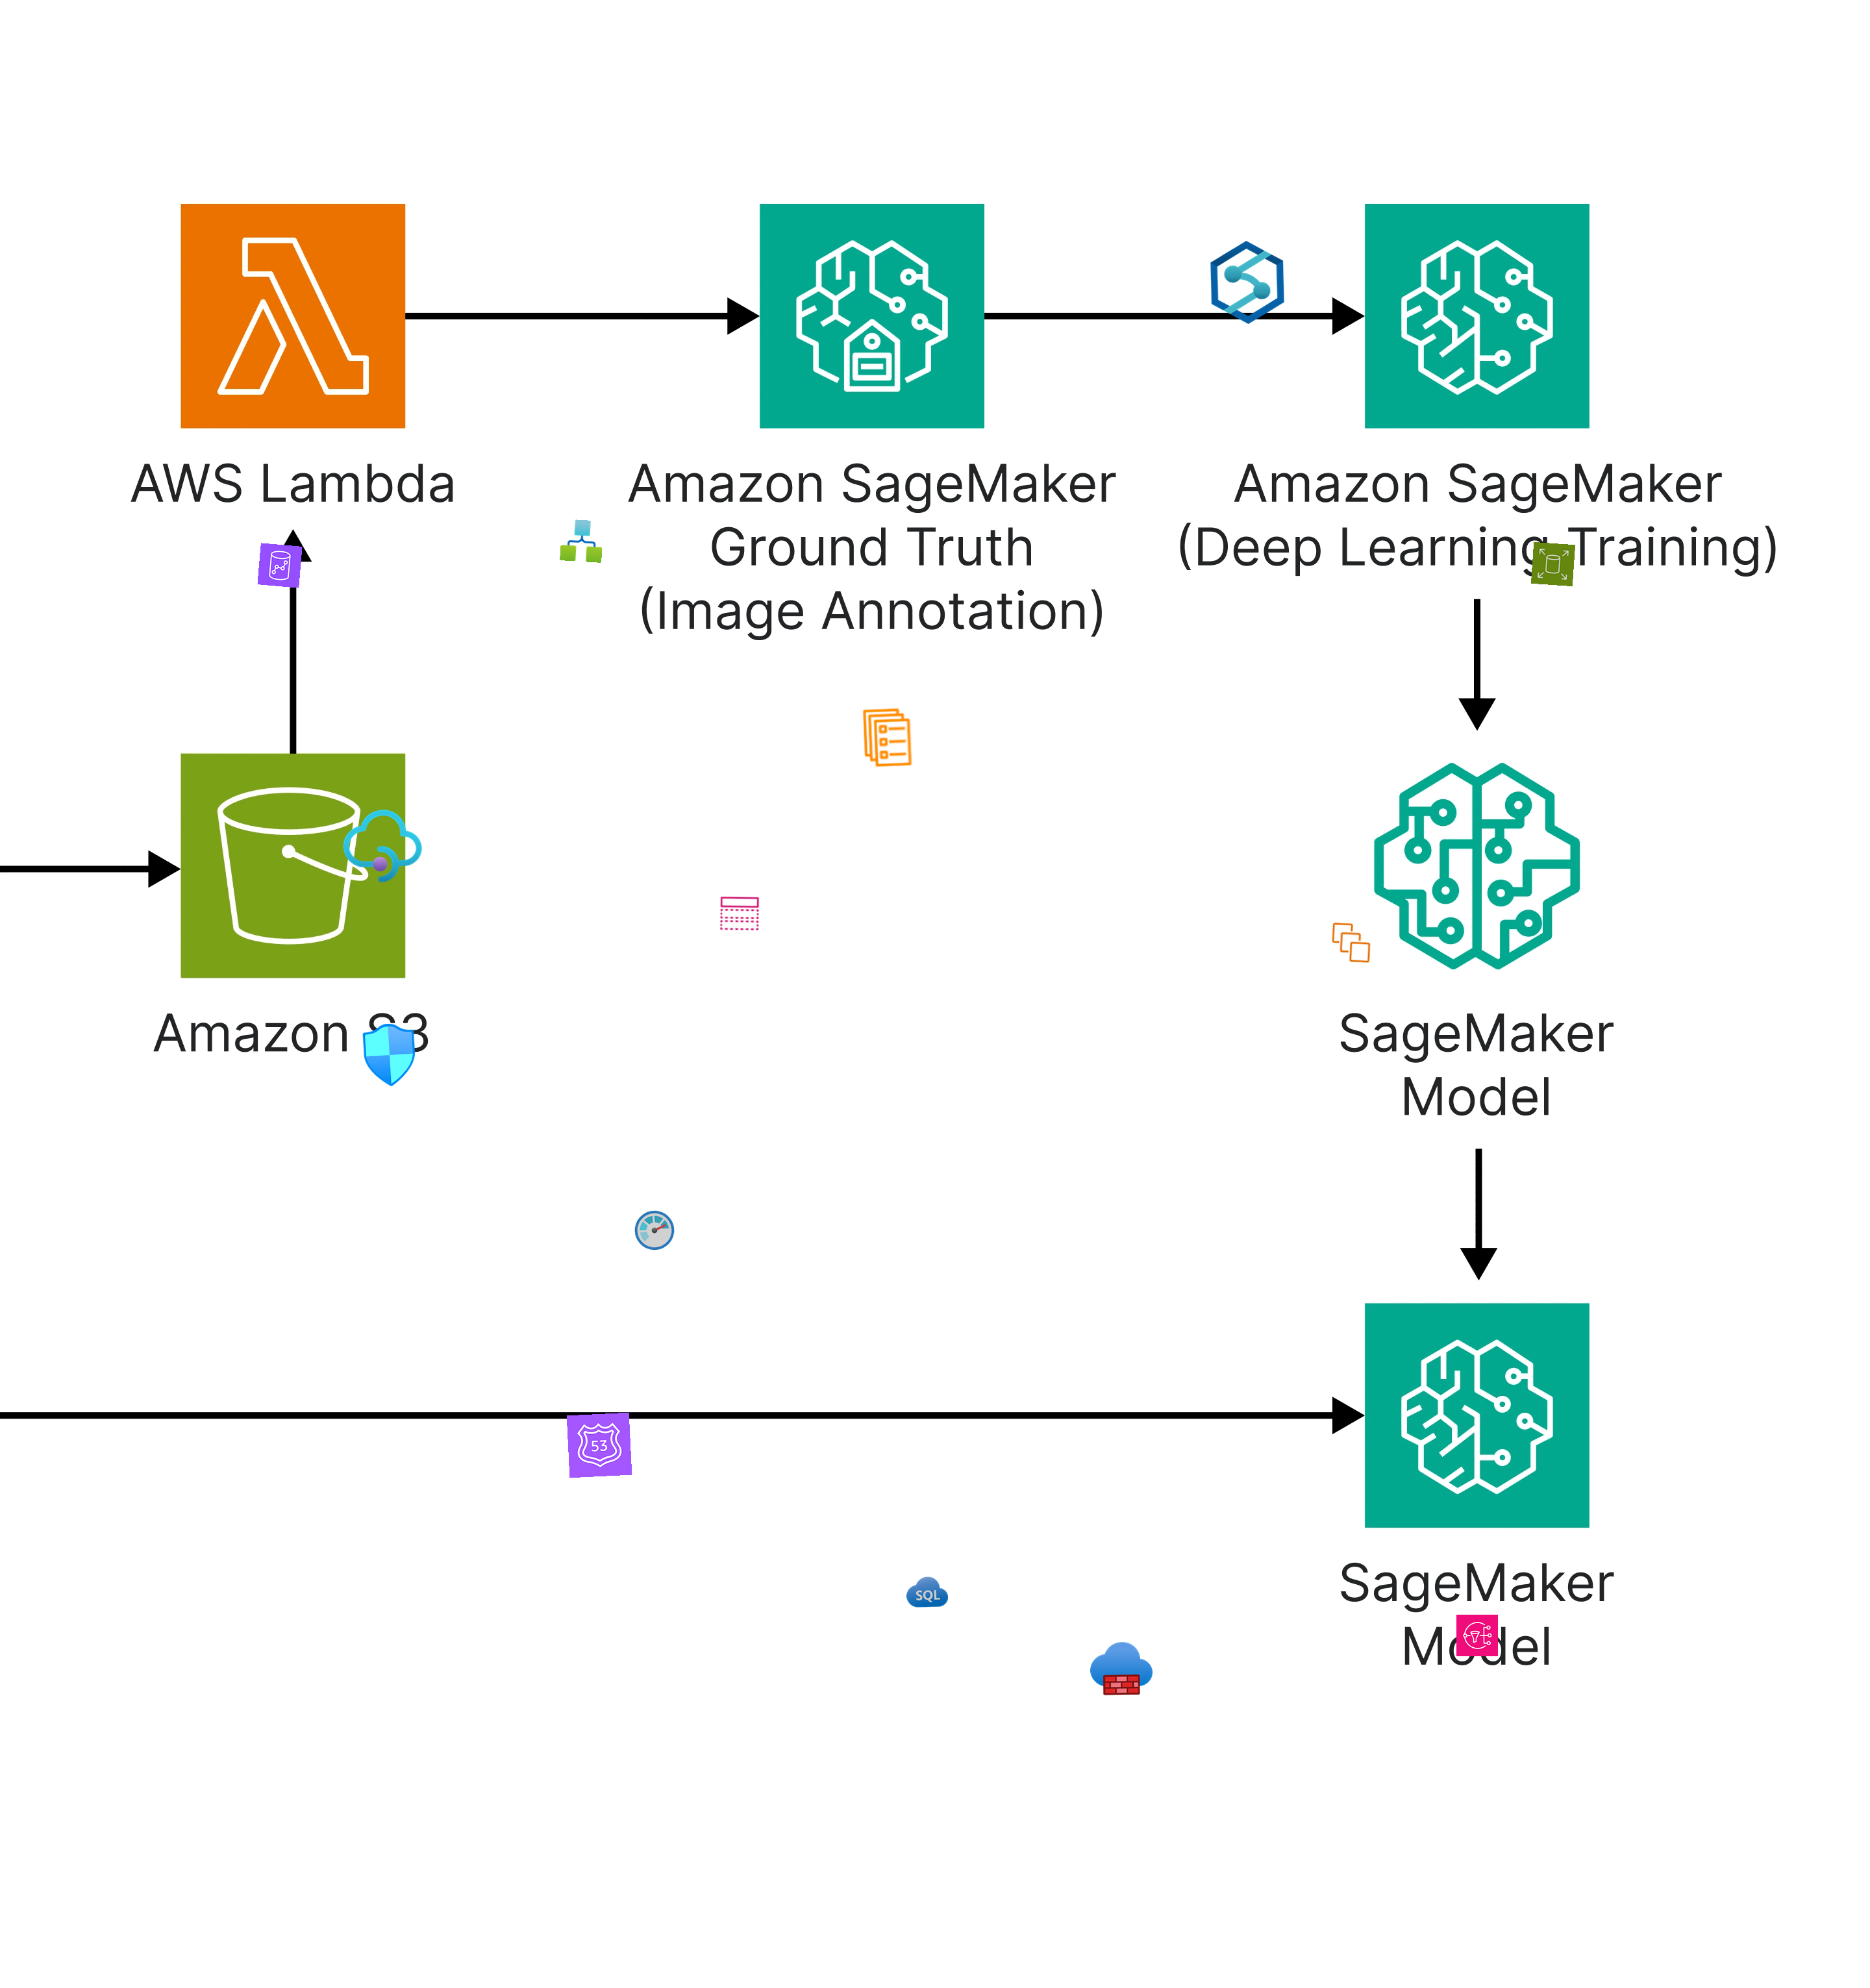 AWS Lambda
Amazon SageMaker
Ground Truth
(Image Annotation)
Amazon SageMaker
(Deep Learning Training)
Amazon S3
SageMaker
Model
53
SQL
SageMaker
Model